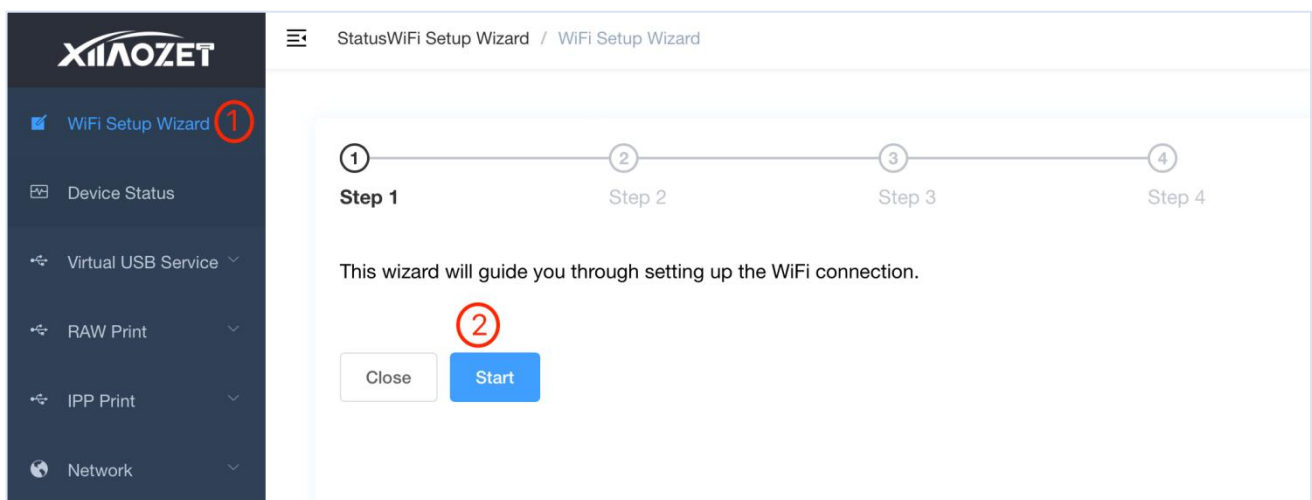 XIIAOZET
StatusWiFi Setup Wizard / WiFi Setup Wizard
WiFi Setup Wizard 1
Device Status
Virtual USB Service
RAW Print
IPP Print
Network
1 2 3 4
Step 1 Step 2 Step 3 Step 4
This wizard will guide you through setting up the WiFi connection.
2
Close Start